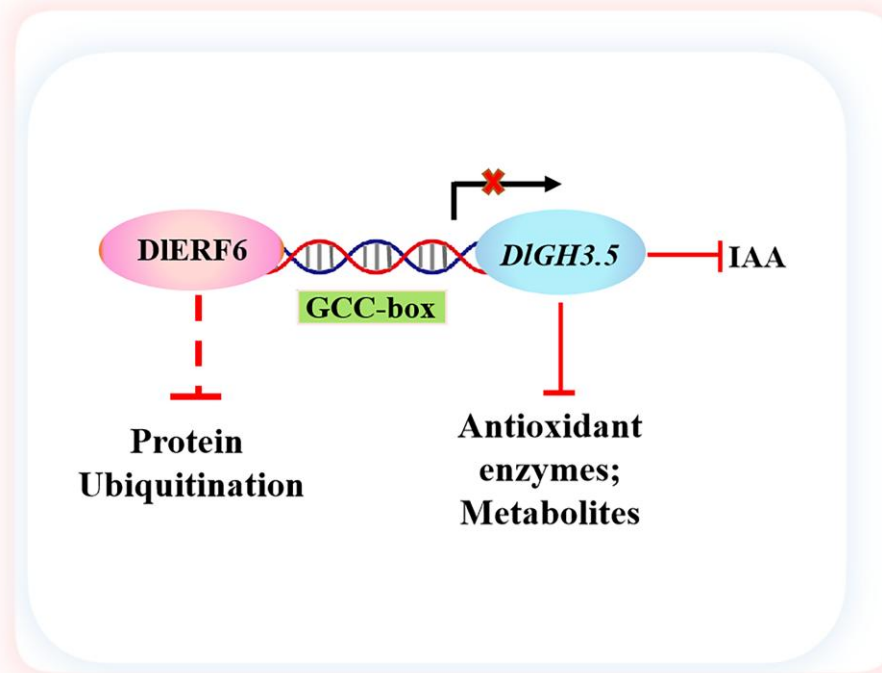 DlERF6
GCC-box
DlGH3.5
IAA
Protein
Ubiquitination
Antioxidant
enzymes;
Metabolites